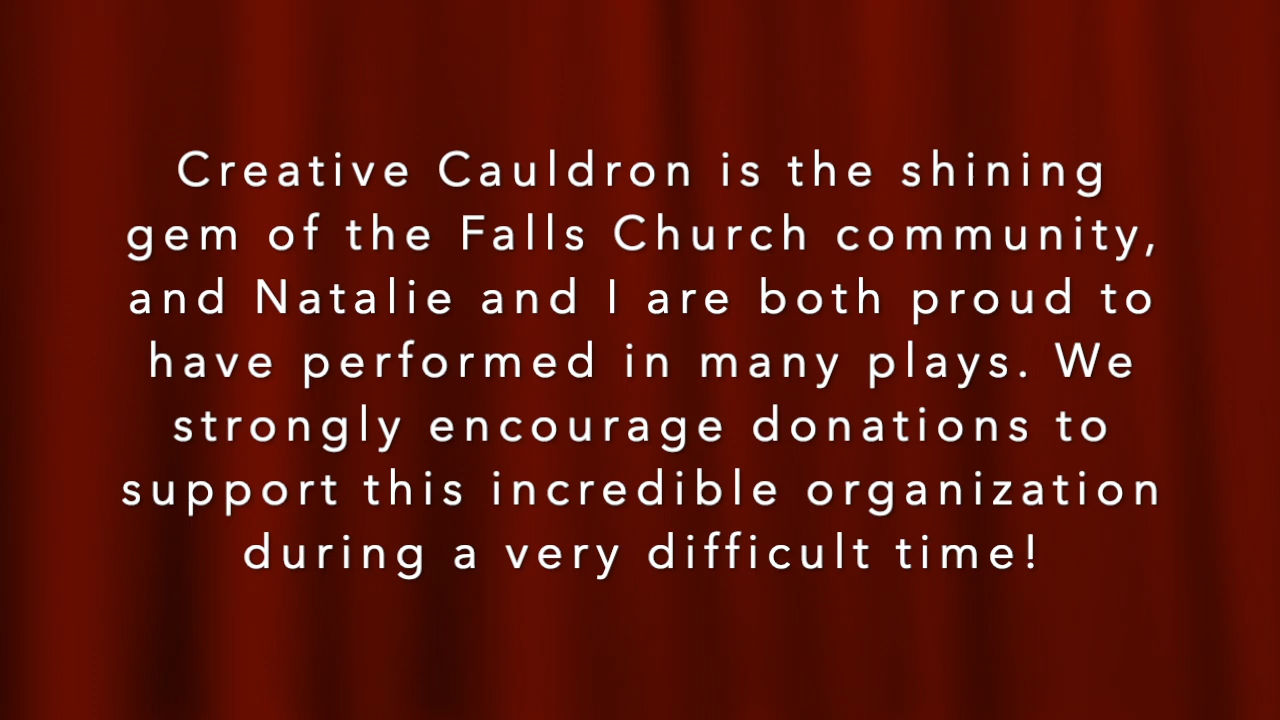 Creative Cauldron is the shining
gem of the Falls Church community,
and Natalie and I are both proud to
have performed in many plays. We
strongly encourage donations to
support this incredible organization
during a very difficult time!